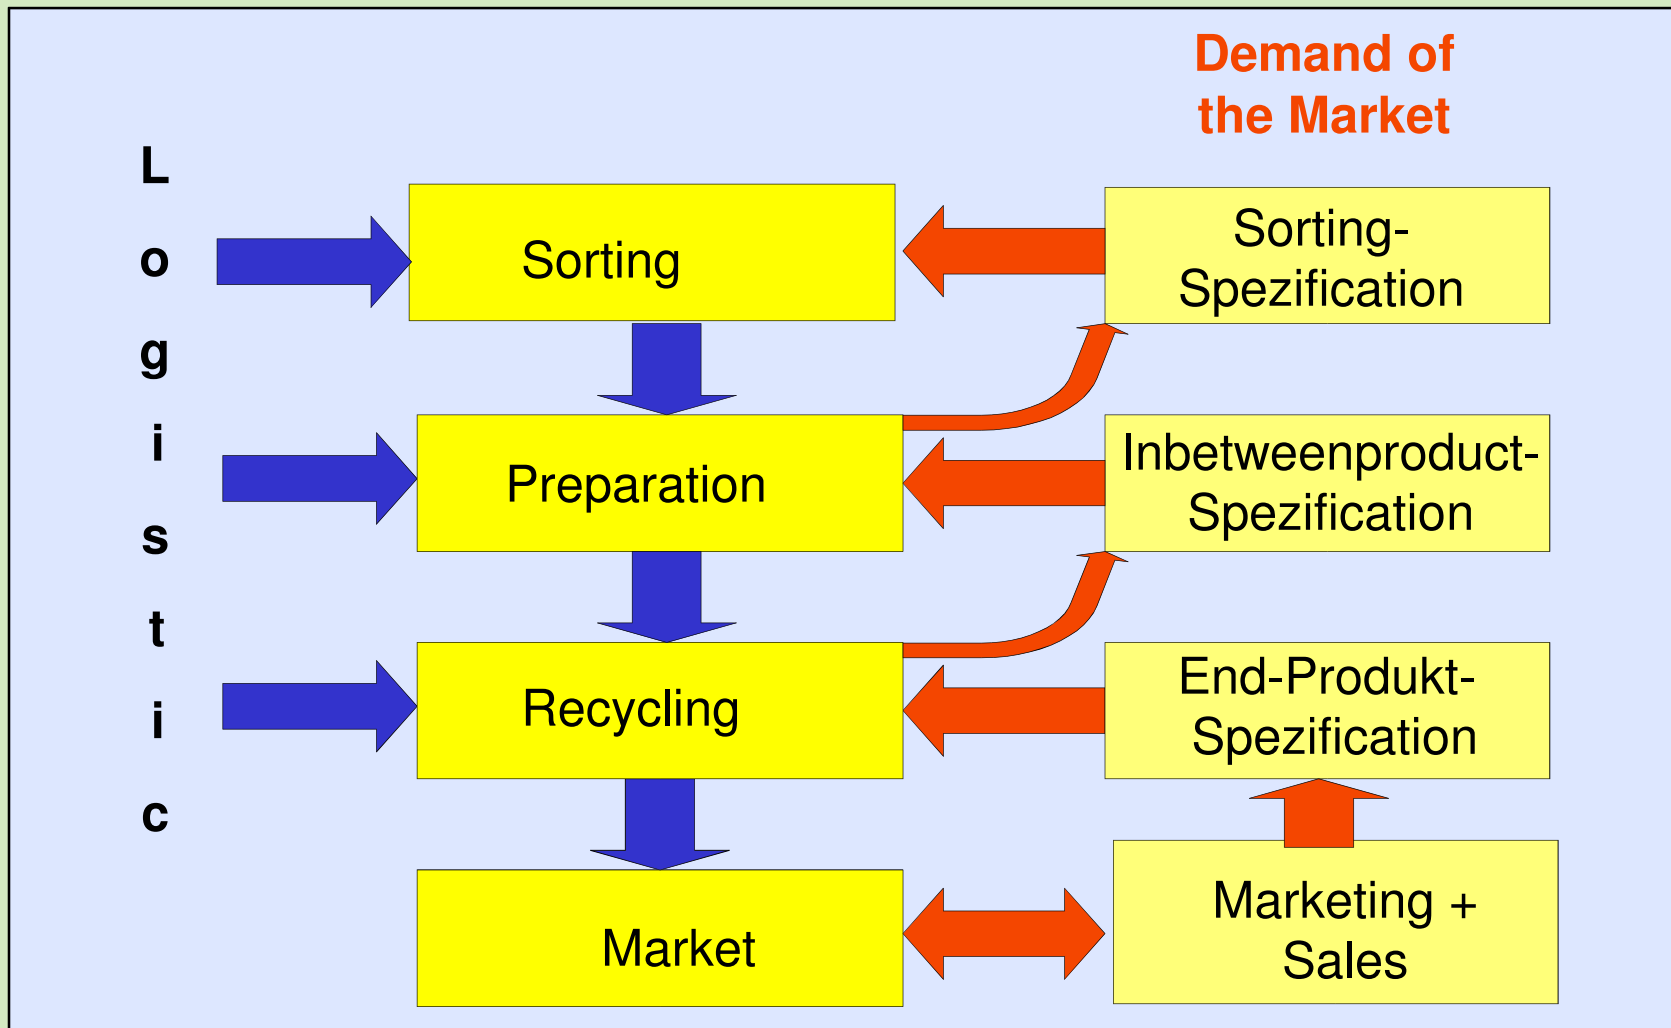 Demand of
the Market
L
o
g
i
s
t
i
c
Sorting
Sorting-
Spezification
Preparation
Inbetweenproduct-
Spezification
Recycling
End-Produkt-
Spezification
Market
Marketing +
Sales